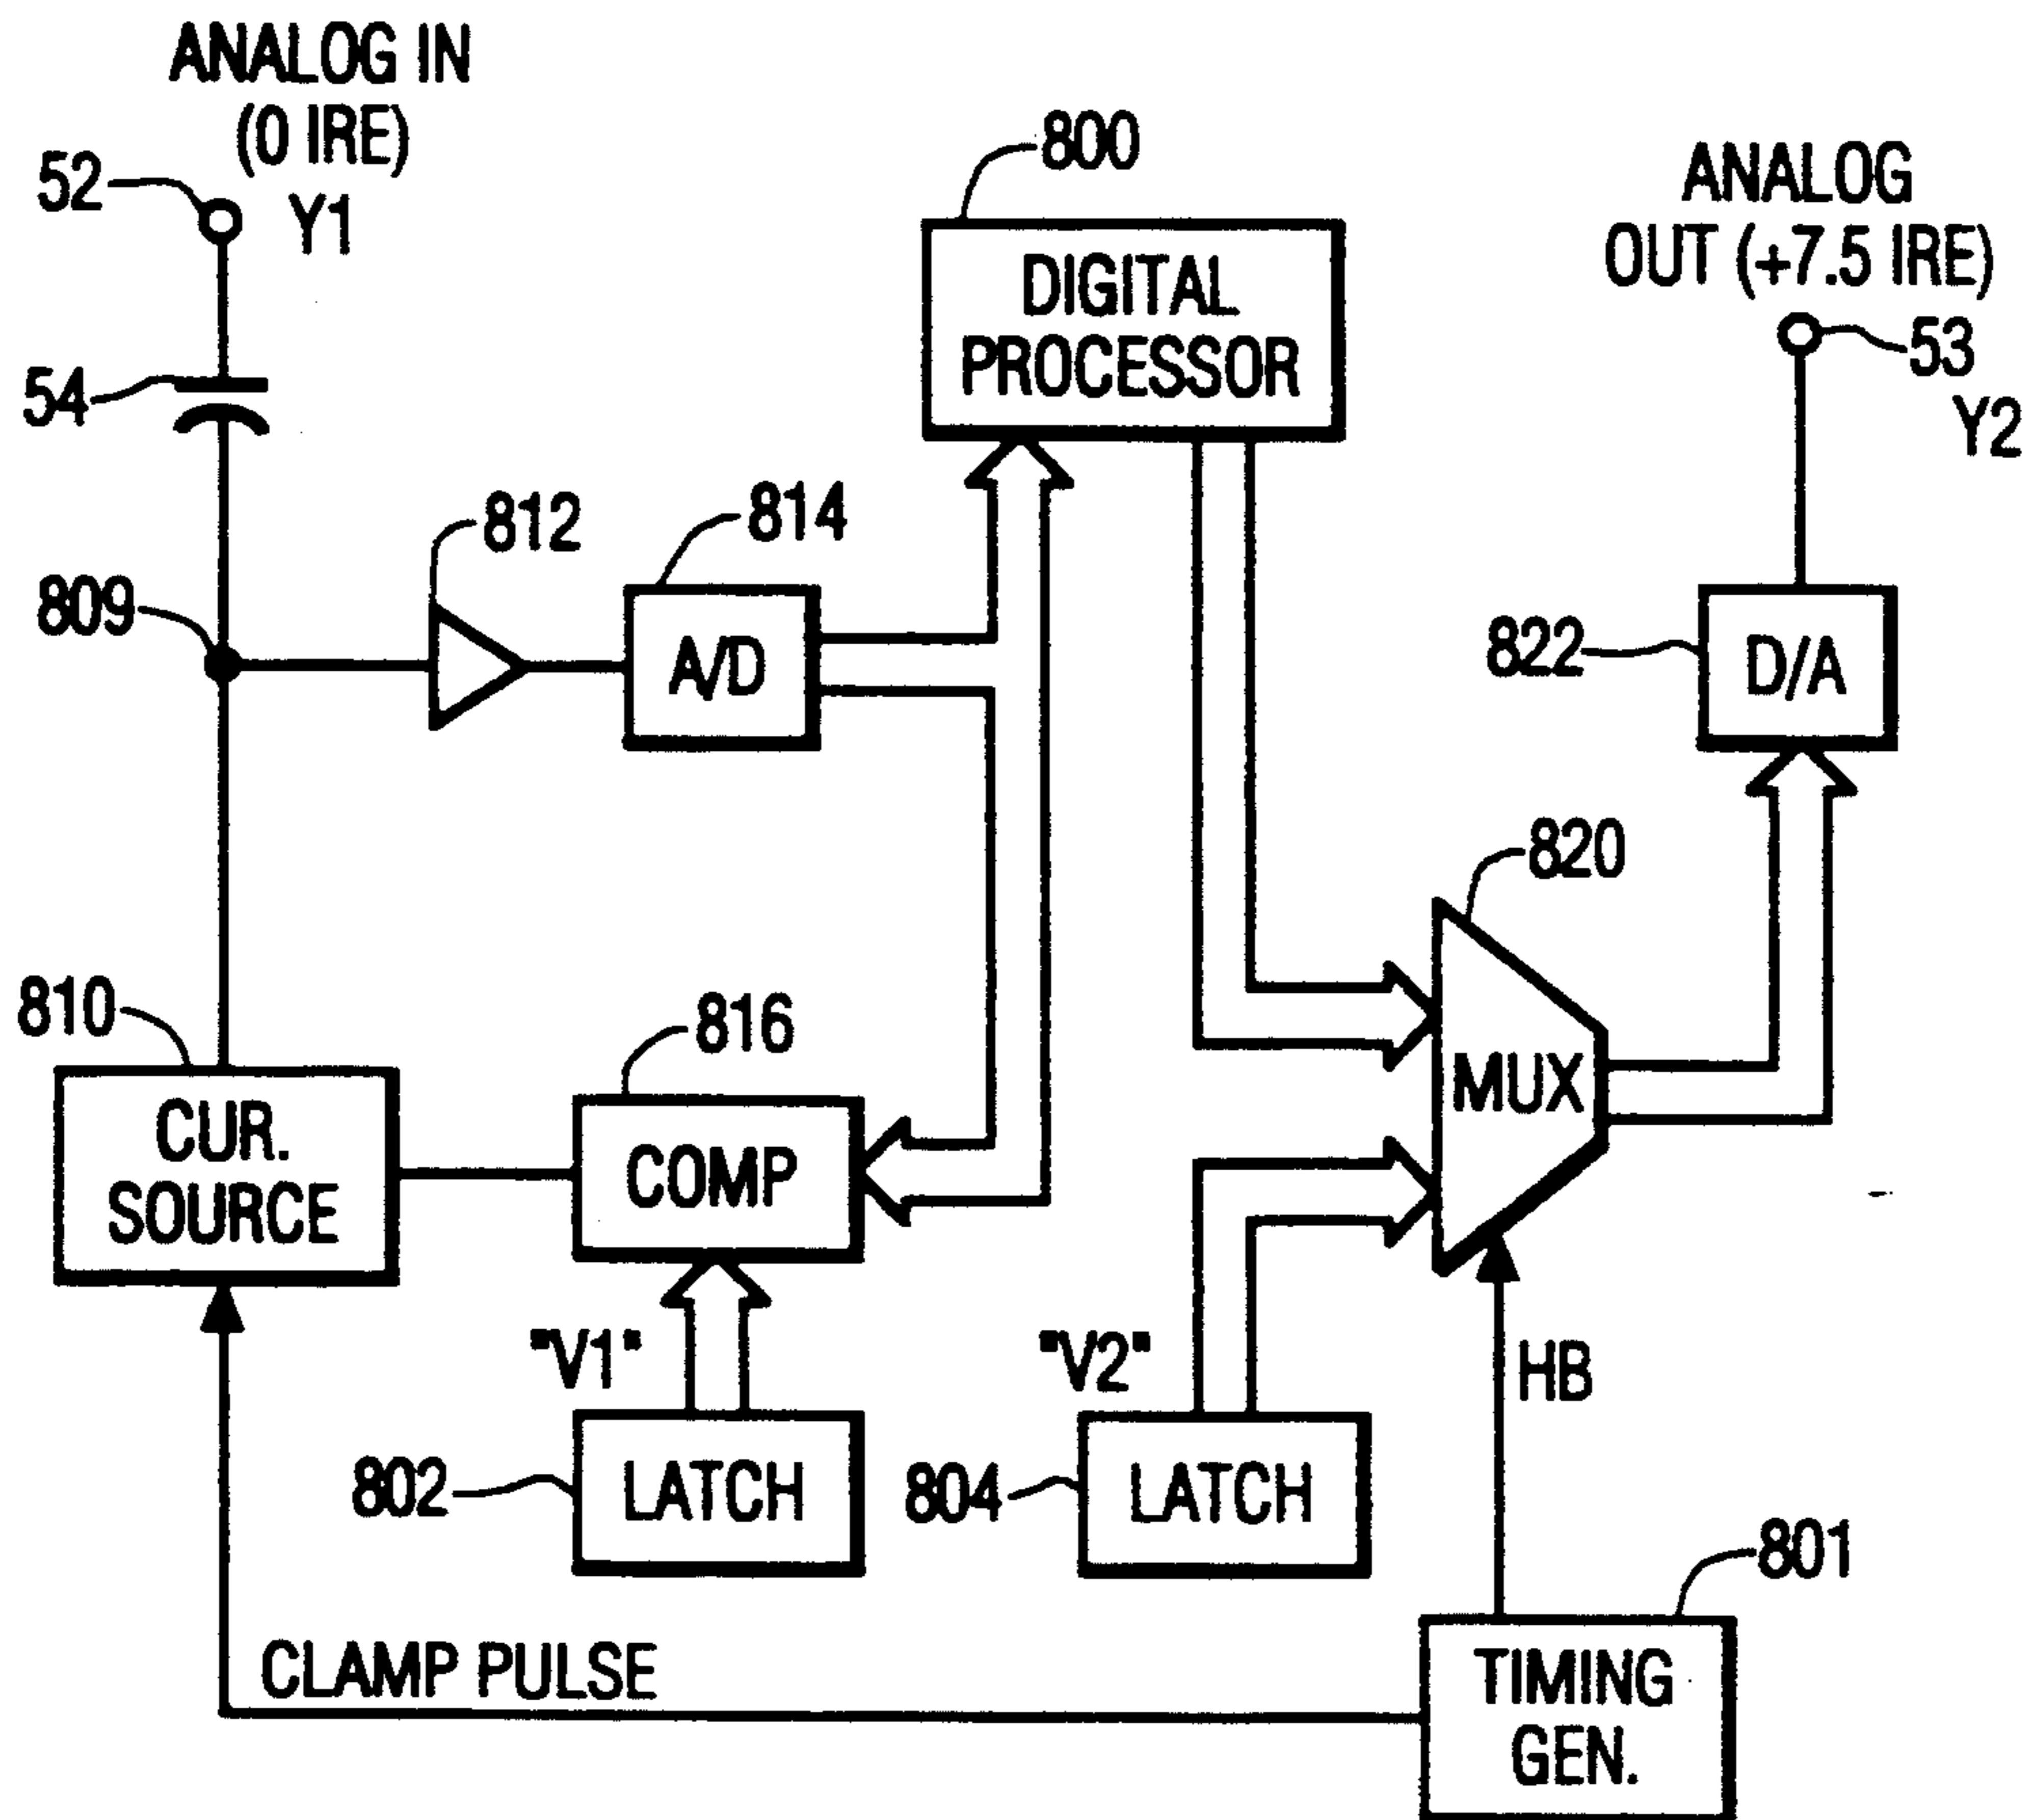 ANALOG IN
(0 IRE)
52
Y1
800
ANALOG
OUT (+7.5 IRE)
53
Y2
DIGITAL
PROCESSOR
54
812
814
809
A/D
822
D/A
820
810
816
CUR.
SOURCE
COMP
MUX
"V1"
"V2"
HB
802
LATCH
804
LATCH
801
CLAMP PULSE
TIMING
GEN.